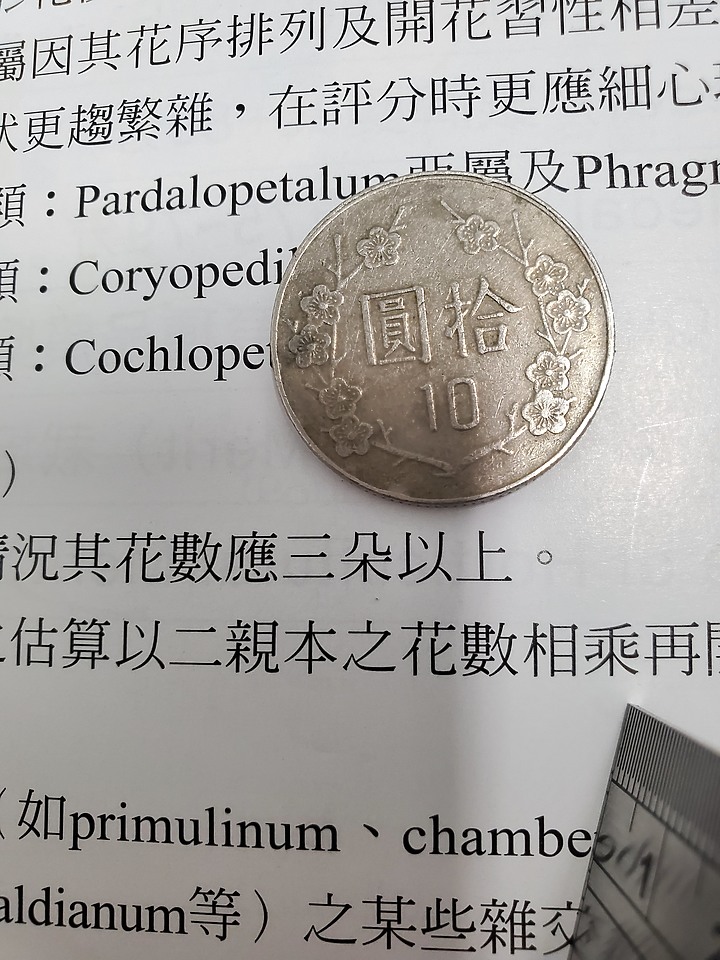 屬因其花序排列及開花習性相差
更趨繁雜,在評分時更應細心
類:Pardalopetalum亞屬及Phragm
類:Coryopedil
類:Cochlopet
圓拾
10
)
情況其花數應三朵以上。
估算以二親本之花數相乘再開
(如primulinum、chambe
aldianum等)之某些雜交